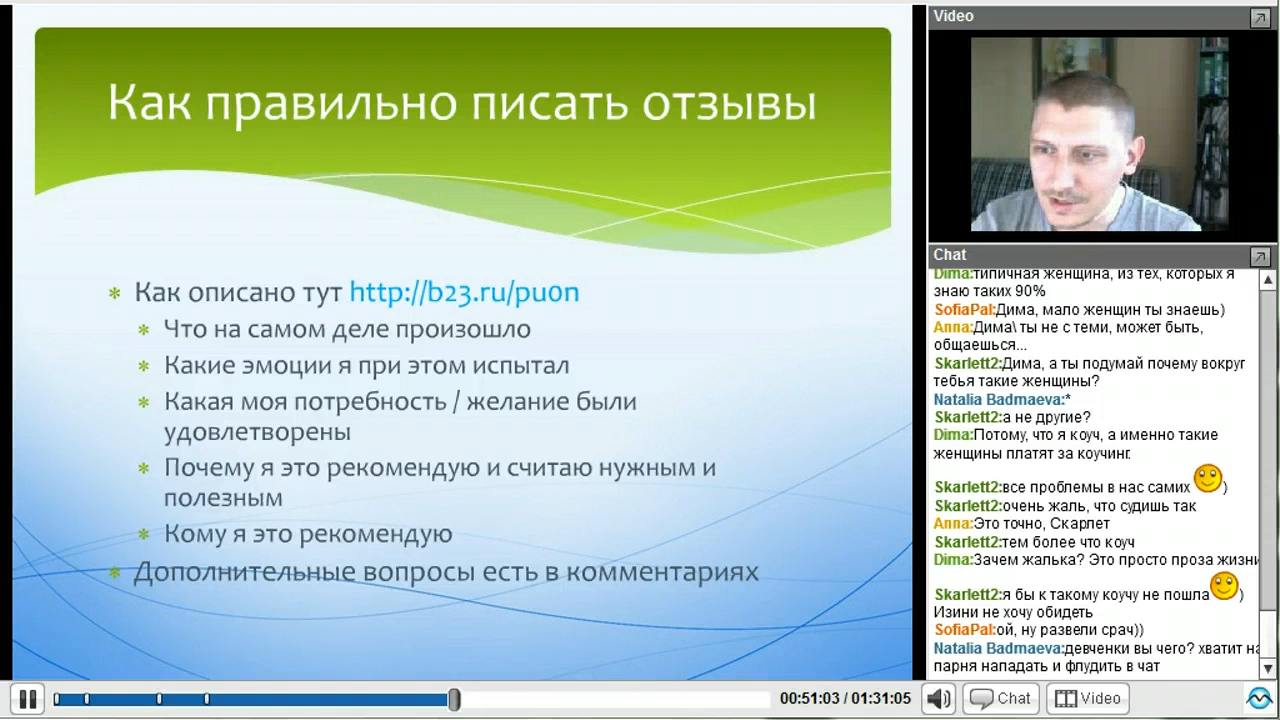 Как правильно писать отзывы
Как описано тут http://b23.ru/pu0n
Что на самом деле произошло
Какие эмоции я при этом испытал
Какая моя потребность / желание были
удовлетворены
Почему я это рекомендую и считаю нужным и
полезным
Кому я это рекомендую
Дополнительные вопросы есть в комментариях
Video
Chat
Dima:типичная женщина, из тех, которых я
знаю таких 90%
SofiaPal:Дима, мало женщин ты знаешь)
Anna:Дима\ ты не с теми, может быть,
общаешься...
Skarlett2:Дима, а ты подумай почему вокруг
тебья такие женщины?
Natalia Badmaeva:*
Skarlett2:а не другие?
Dima:Потому, что я коуч, а именно такие
женщины платят за коучинг.
Skarlett2:все проблемы в нас самих )
Skarlett2:очень жаль, что судишь так
Anna:Это точно, Скарлет
Skarlett2:тем более что коуч
Dima:Зачем жалька? Это просто проза жизни
Skarlett2:я бы к такому коучу не пошла )
Изини не хочу обидеть
SofiaPal:ой, ну развели срач))
Natalia Badmaeva:девченки вы чего? хватит на
парня нападать и флудить в чат
00:51:03 / 01:31:05
Chat
Video